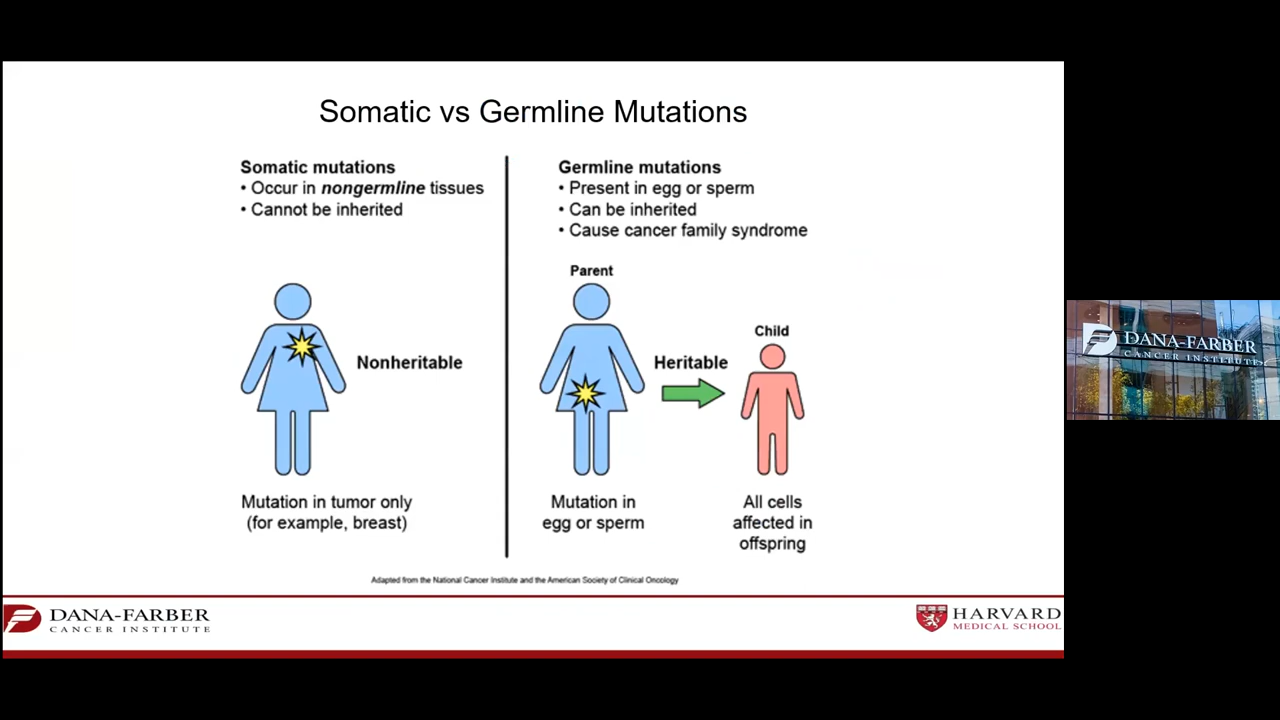 Somatic vs Germline Mutations
Somatic mutations
• Occur in nongermline tissues
• Cannot be inherited
Nonheritable
Mutation in tumor only
(for example, breast)
Germline mutations
• Present in egg or sperm
• Can be inherited
• Cause cancer family syndrome
Parent
Heritable
Child
Mutation in
egg or sperm
All cells
affected in
offspring
Adapted from the National Cancer Institute and the American Society of Clinical Oncology
DANA-FARBER
CANCER INSTITUTE
HARVARD
MEDICAL SCHOOL
DANA-FARBER
CANCER INSTITUTE